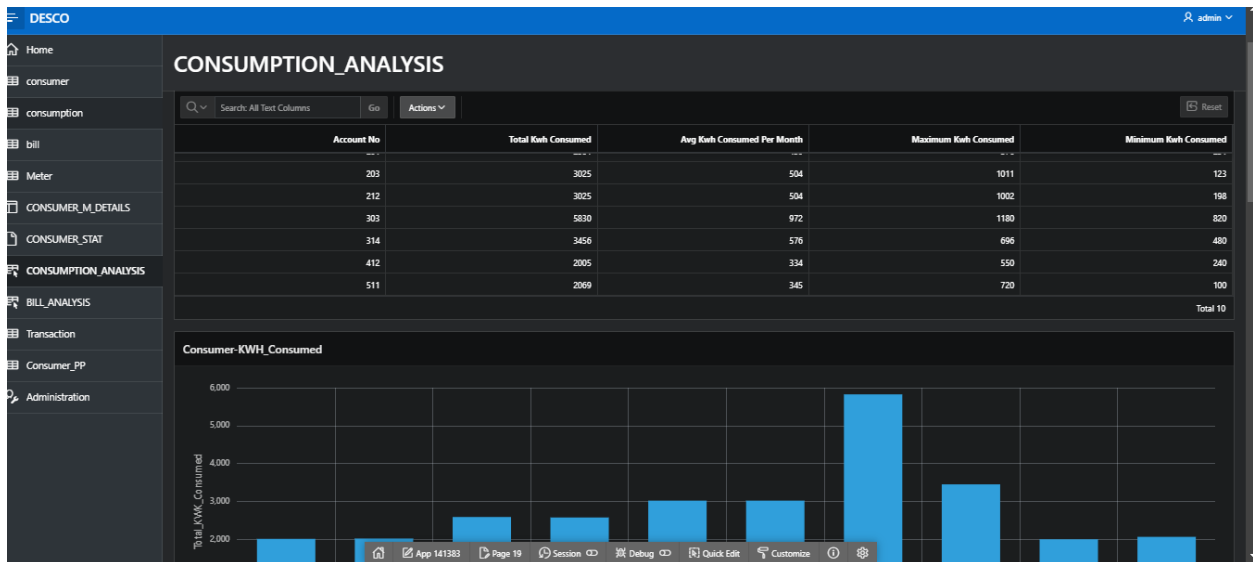 DESCO admin
Home
consumer
consumption
bill
Meter
CONSUMER_M_DETAILS
CONSUMER_STAT
CONSUMPTION_ANALYSIS
BILL_ANALYSIS
Transaction
Consumer_PP
Administration
CONSUMPTION_ANALYSIS
Search: All Text Columns Go Actions Reset
Account No Total Kwh Consumed Avg Kwh Consumed Per Month Maximum Kwh Consumed Minimum Kwh Consumed
203 3025 504 1011 123
212 3025 504 1002 198
303 5830 972 1180 820
314 3456 576 696 480
412 2005 334 550 240
511 2069 345 720 100
Total 10
Consumer-KWH_Consumed
6,000
5,000
4,000
3,000
2,000
Total_KWK_Consumed
App 141383 Page 19 Session Debug Quick Edit Customize